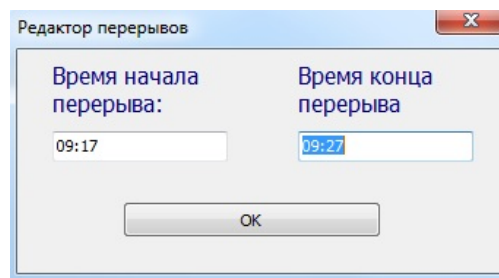 Редактор перерывов
Время начала
перерыва:
Время конца
перерыва
09:17
09:27
OK